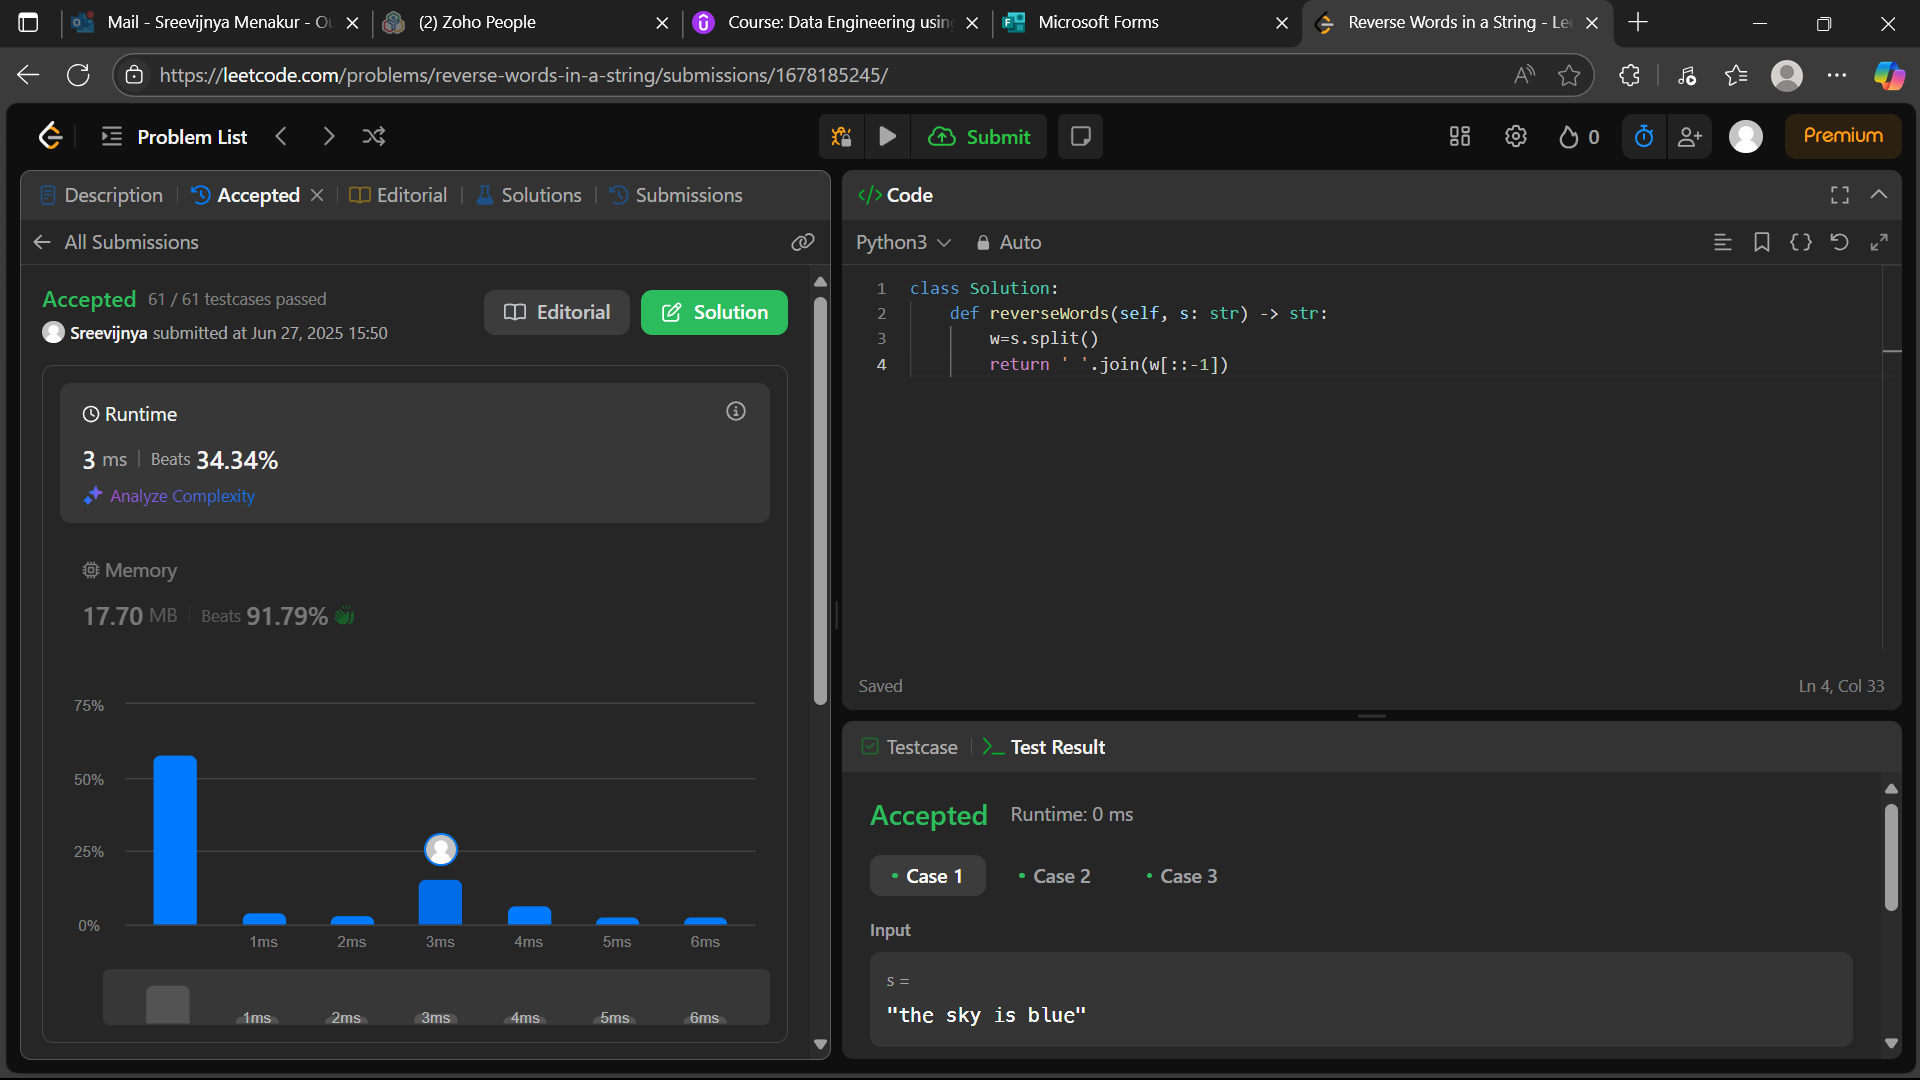 Mail - Sreevijnya Menakur - Ou
(2) Zoho People
Course: Data Engineering using
Microsoft Forms
Reverse Words in a String - Lee
https://leetcode.com/problems/reverse-words-in-a-string/submissions/1678185245/
Problem List
Submit
0
Premium
Description
Accepted
Editorial
Solutions
Submissions
All Submissions
Accepted 61 / 61 testcases passed
Sreevijnya submitted at Jun 27, 2025 15:50
Editorial
Solution
Runtime
3 ms Beats 34.34%
Analyze Complexity
Memory
17.70 MB Beats 91.79%
75%
50%
25%
0%
1ms 2ms 3ms 4ms 5ms 6ms
1ms 2ms 3ms 4ms 5ms 6ms
</> Code
Python3 Auto
1 class Solution:
2 def reverseWords(self, s: str) -> str:
3 w=s.split()
4 return ' '.join(w[::-1])
Saved
Ln 4, Col 33
Testcase
Test Result
Accepted Runtime: 0 ms
Case 1
Case 2
Case 3
Input
s =
"the sky is blue"